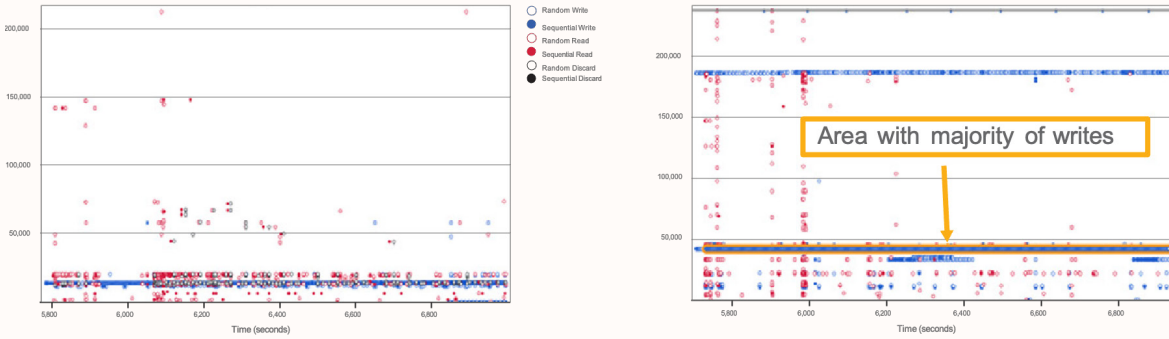 200,000
150,000
100,000
50,000
0
5,800
6,000
6,200
6,400
6,600
6,800
Time (seconds)
Random Write
Sequential Write
Random Read
Sequential Read
Random Discard
Sequential Discard
200,000
150,000
100,000
50,000
0
5,800
6,000
6,200
6,400
6,600
6,800
Time (seconds)
Area with majority of writes